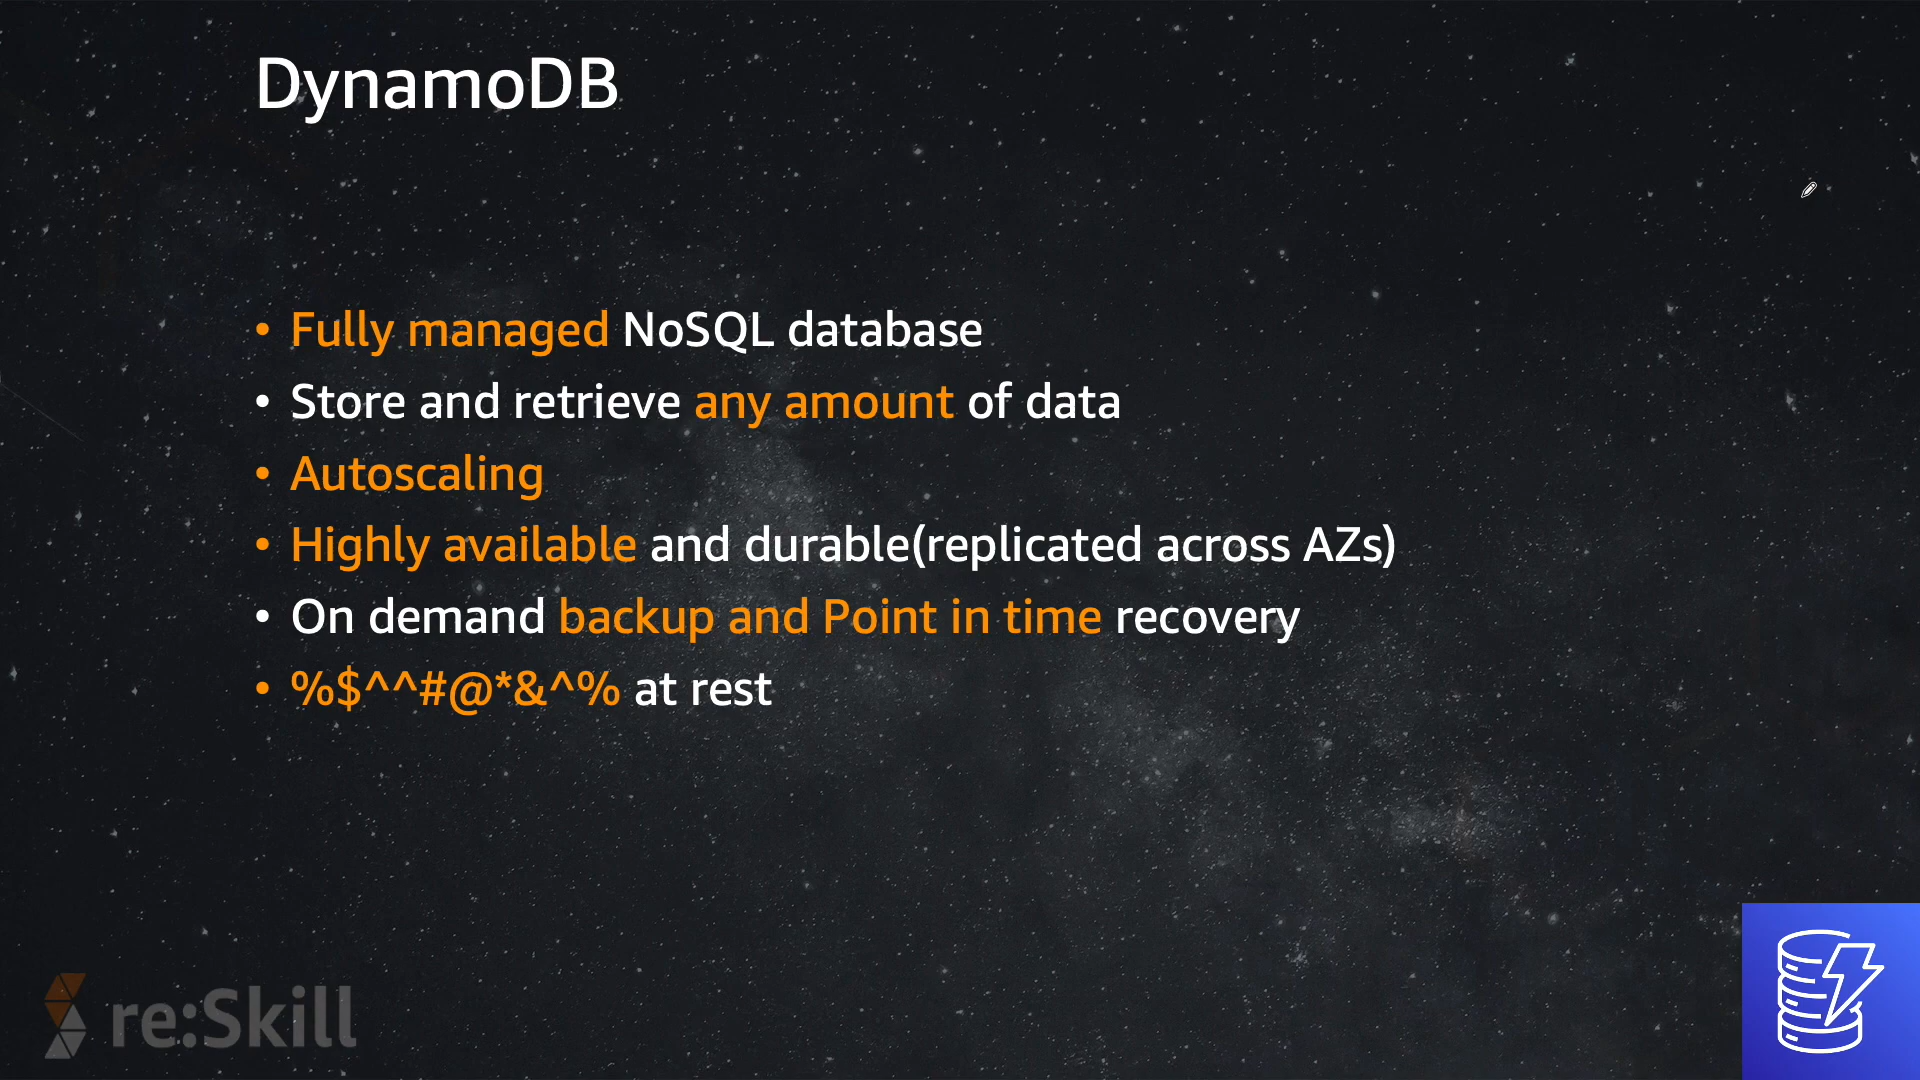 DynamoDB
• Fully managed NoSQL database
• Store and retrieve any amount of data
• Autoscaling
• Highly available and durable(replicated across AZs)
• On demand backup and Point in time recovery
• %$^^#@*&^% at rest
re:Skill